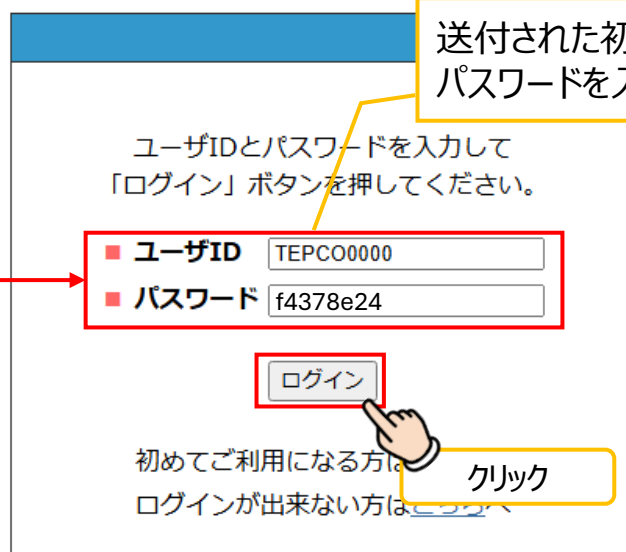 送付された初
パスワードを入
ユーザIDとパスワードを入力して
「ログイン」ボタンを押してください。
■ ユーザID TEPCO0000
■ パスワード f4378e24
ログイン
初めてご利用になる方は
クリック
ログインが出来ない方はこちらへ